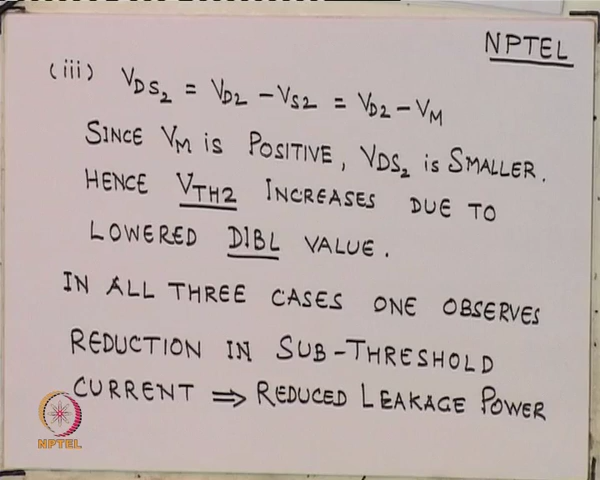 NPTEL
(iii) VDS2 = VD2 - VS2 = VD2 - VM
SINCE VM is POSITIVE, VDS2 is SMALLER.
HENCE VTH2 INCREASES DUE TO
LOWERED DIBL VALUE.
IN ALL THREE CASES ONE OBSERVES
REDUCTION IN SUB-THRESHOLD
CURRENT ⇒ REDUCED LEAKAGE POWER
NPTEL